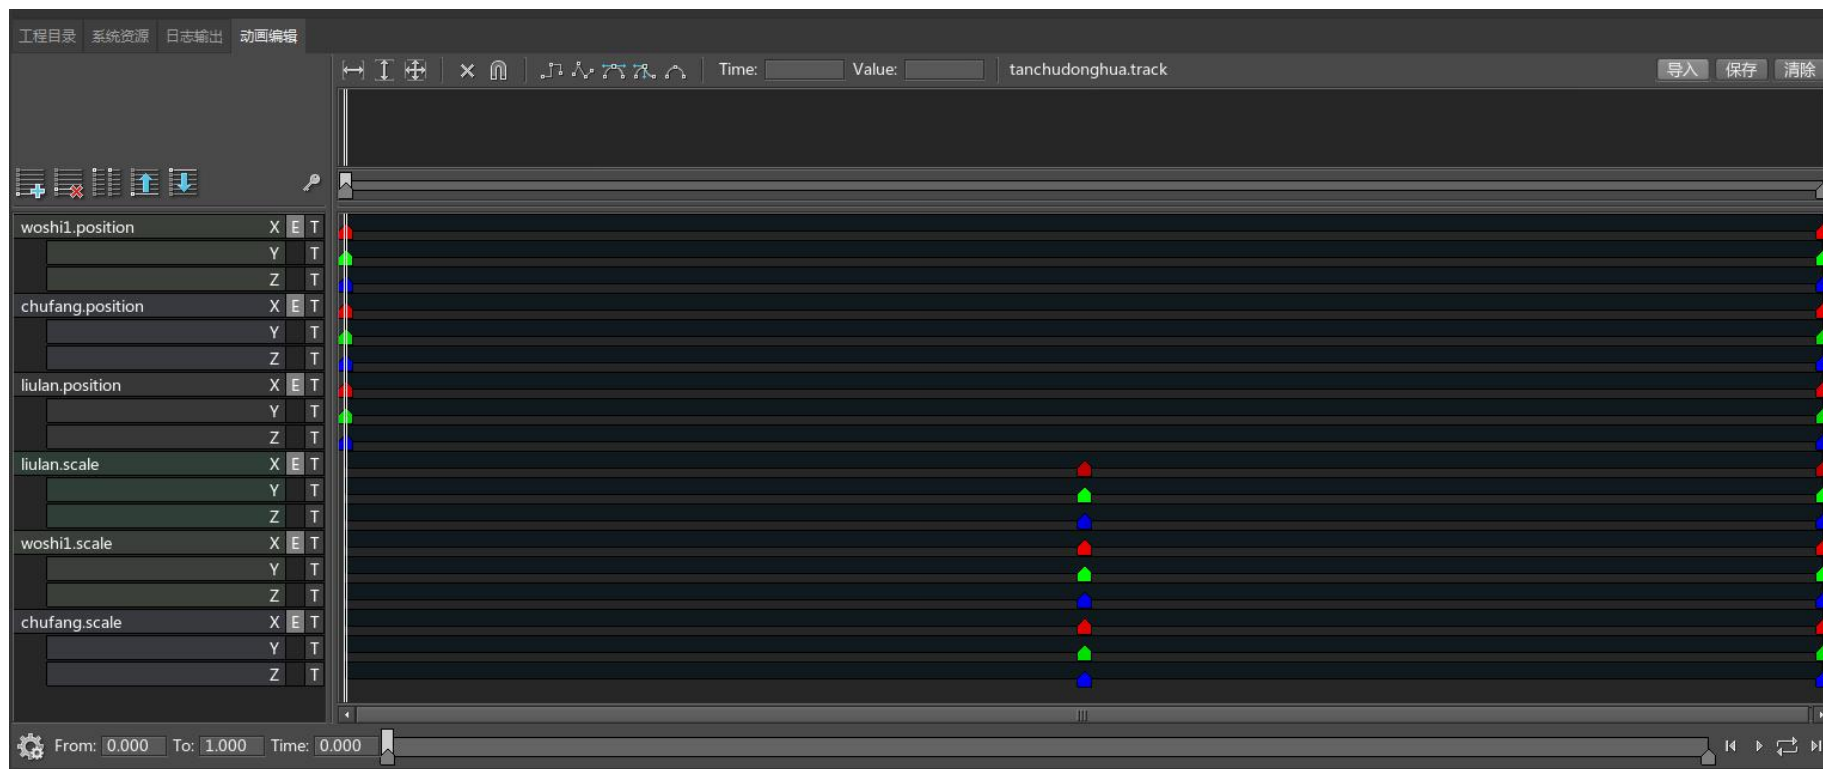 工程目录 系统资源 日志输出 动画编辑
Time: Value: tanchudonghua.track 导入 保存 清除
woshi1.position X E T
Y T
Z T
chufang.position X E T
Y T
Z T
liulan.position X E T
Y T
Z T
liulan.scale X E T
Y T
Z T
woshi1.scale X E T
Y T
Z T
chufang.scale X E T
Y T
Z T
From: 0.000 To: 1.000 Time: 0.000